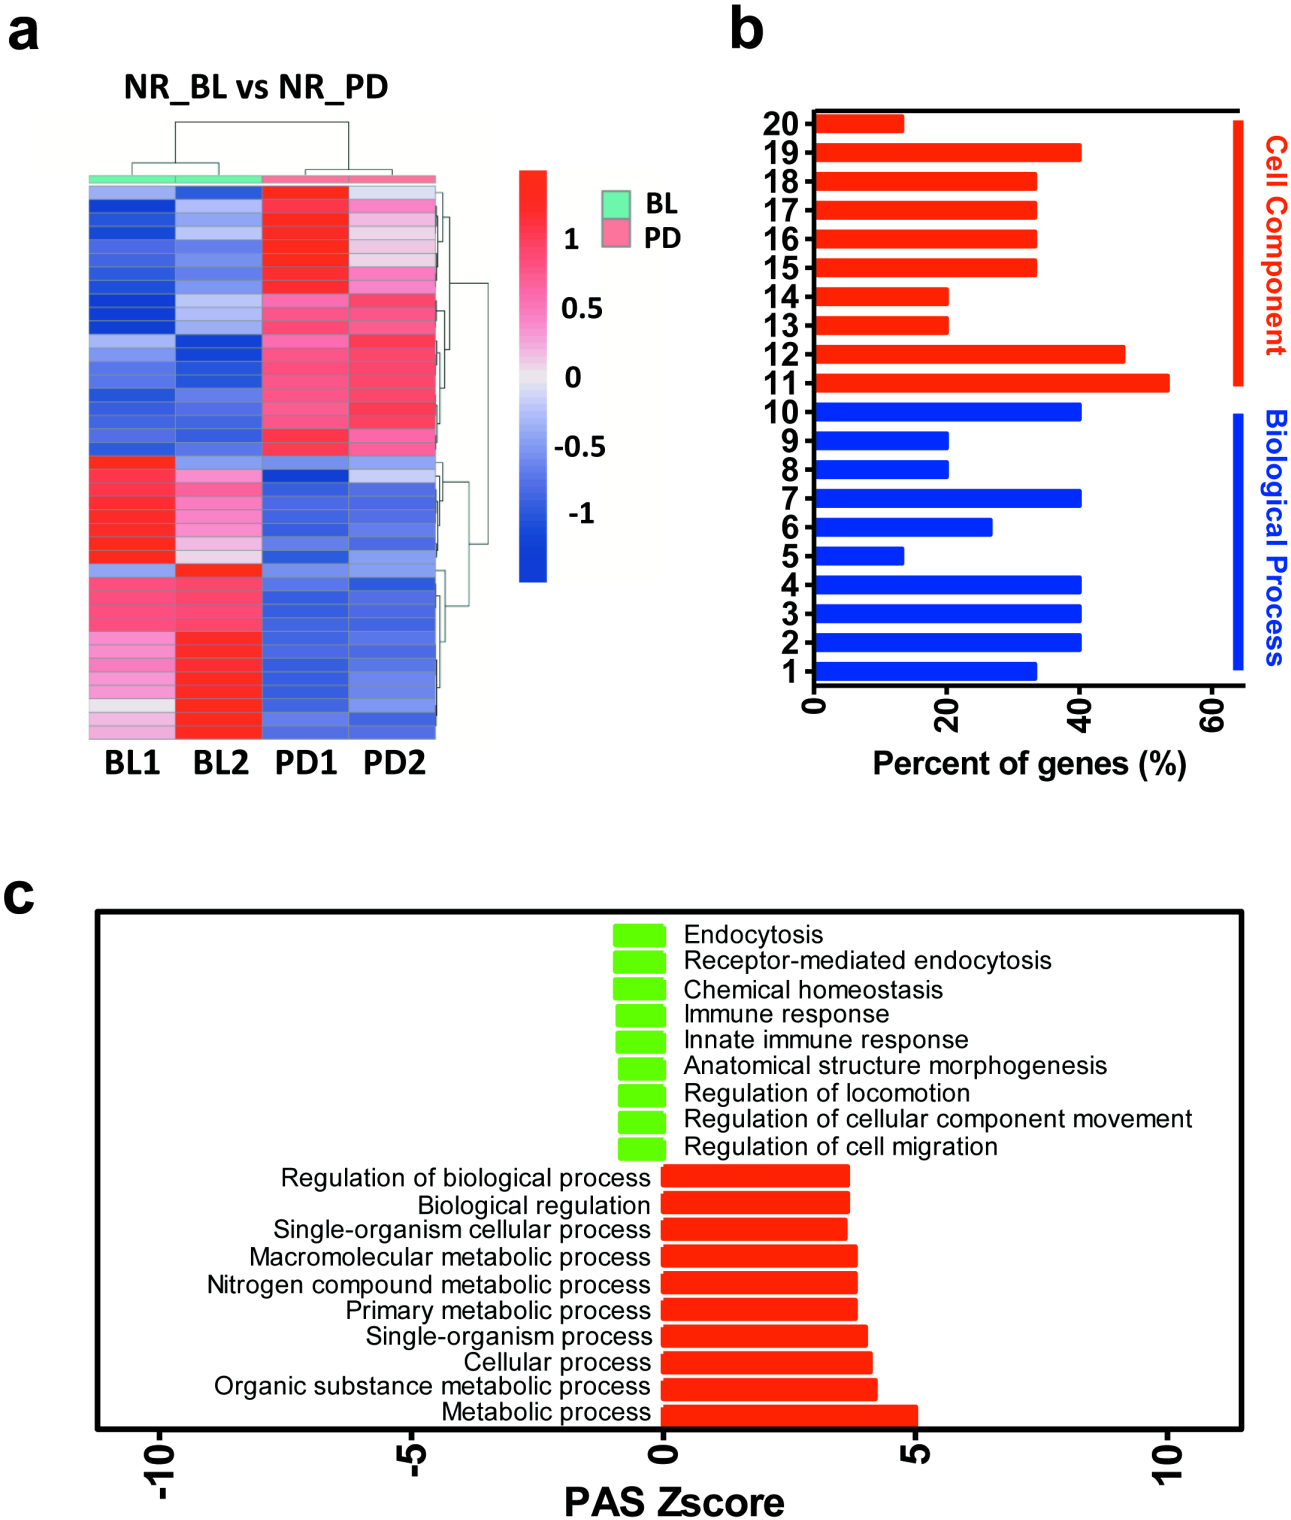 a
NR_BL vs NR_PD
BL
PD
1
0.5
0
-0.5
-1
BL1 BL2 PD1 PD2
b
20
19
18
17
16
15
14
13
12
11
10
9
8
7
6
5
4
3
2
1
0 20 40 60
Percent of genes (%)
Cell Component
Biological Process
c
Endocytosis
Receptor-mediated endocytosis
Chemical homeostasis
Immune response
Innate immune response
Anatomical structure morphogenesis
Regulation of locomotion
Regulation of cellular component movement
Regulation of cell migration
Regulation of biological process
Biological regulation
Single-organism cellular process
Macromolecular metabolic process
Nitrogen compound metabolic process
Primary metabolic process
Single-organism process
Cellular process
Organic substance metabolic process
Metabolic process
-10 -5 0 5 10
PAS Zscore